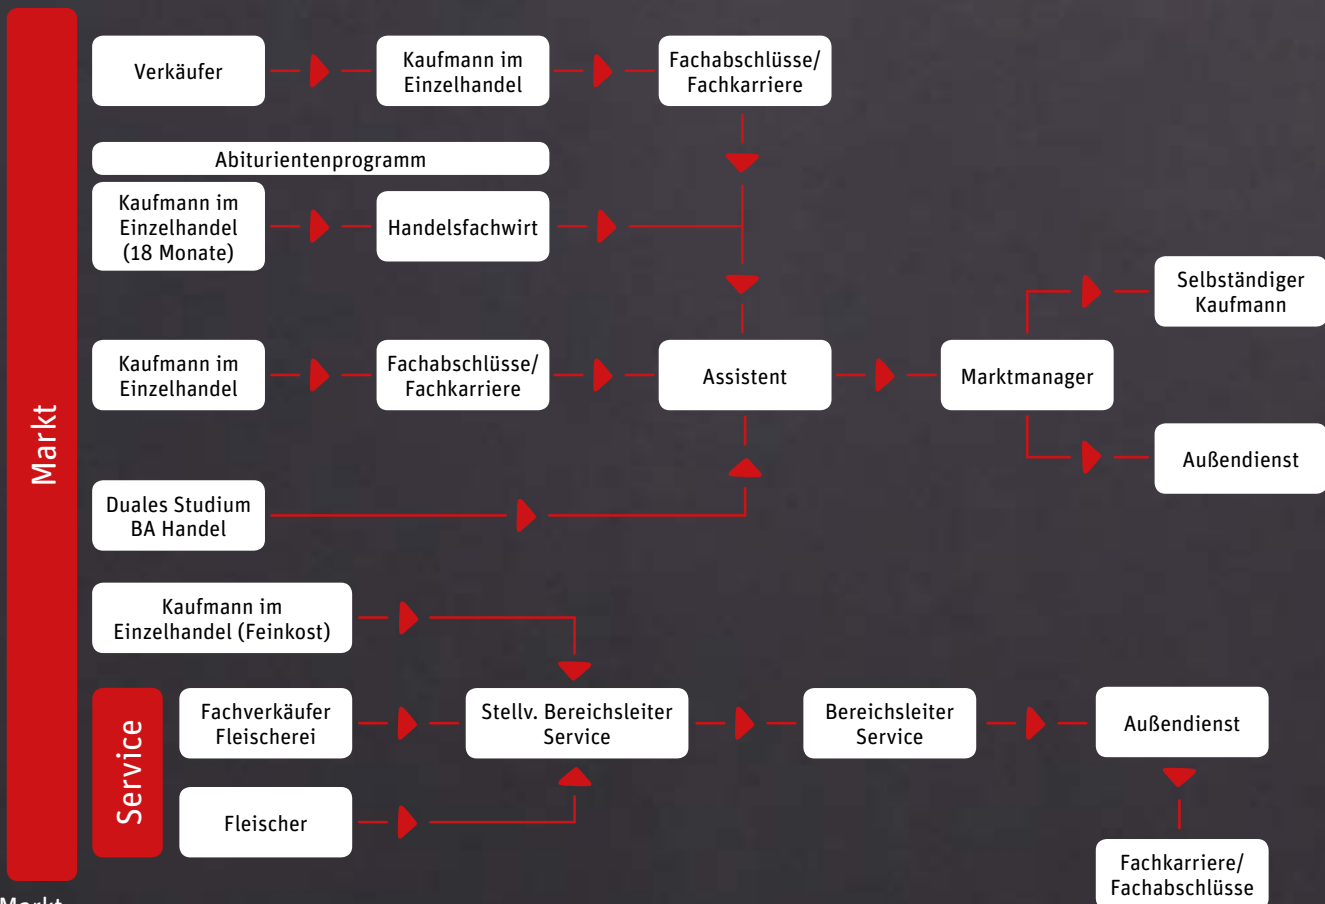 Markt
Verkäufer
Kaufmann im
Einzelhandel
Fachabschlüsse/
Fachkarriere
Abiturientenprogramm
Kaufmann im
Einzelhandel
(18 Monate)
Handelsfachwirt
Selbständiger
Kaufmann
Kaufmann im
Einzelhandel
Fachabschlüsse/
Fachkarriere
Assistent
Marktmanager
Außendienst
Duales Studium
BA Handel
Kaufmann im
Einzelhandel (Feinkost)
Service
Fachverkäufer
Fleischerei
Stellv. Bereichsleiter
Service
Bereichsleiter
Service
Außendienst
Fleischer
Fachkarriere/
Fachabschlüsse
Markt